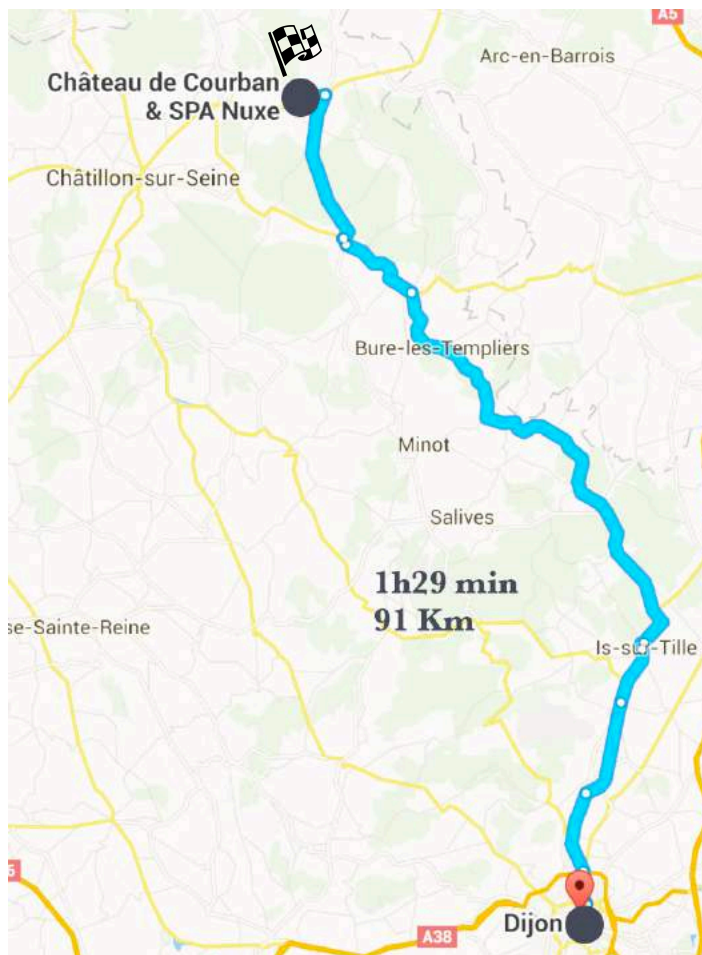 A5
Arc-en-Barrois
Château de Courban
& SPA Nuxe
Châtillon-sur-Seine
Bure-les-Templiers
Minot
Salives
1h29 min
91 Km
se-Sainte-Reine
Is-sur-Tille
Dijon
A38